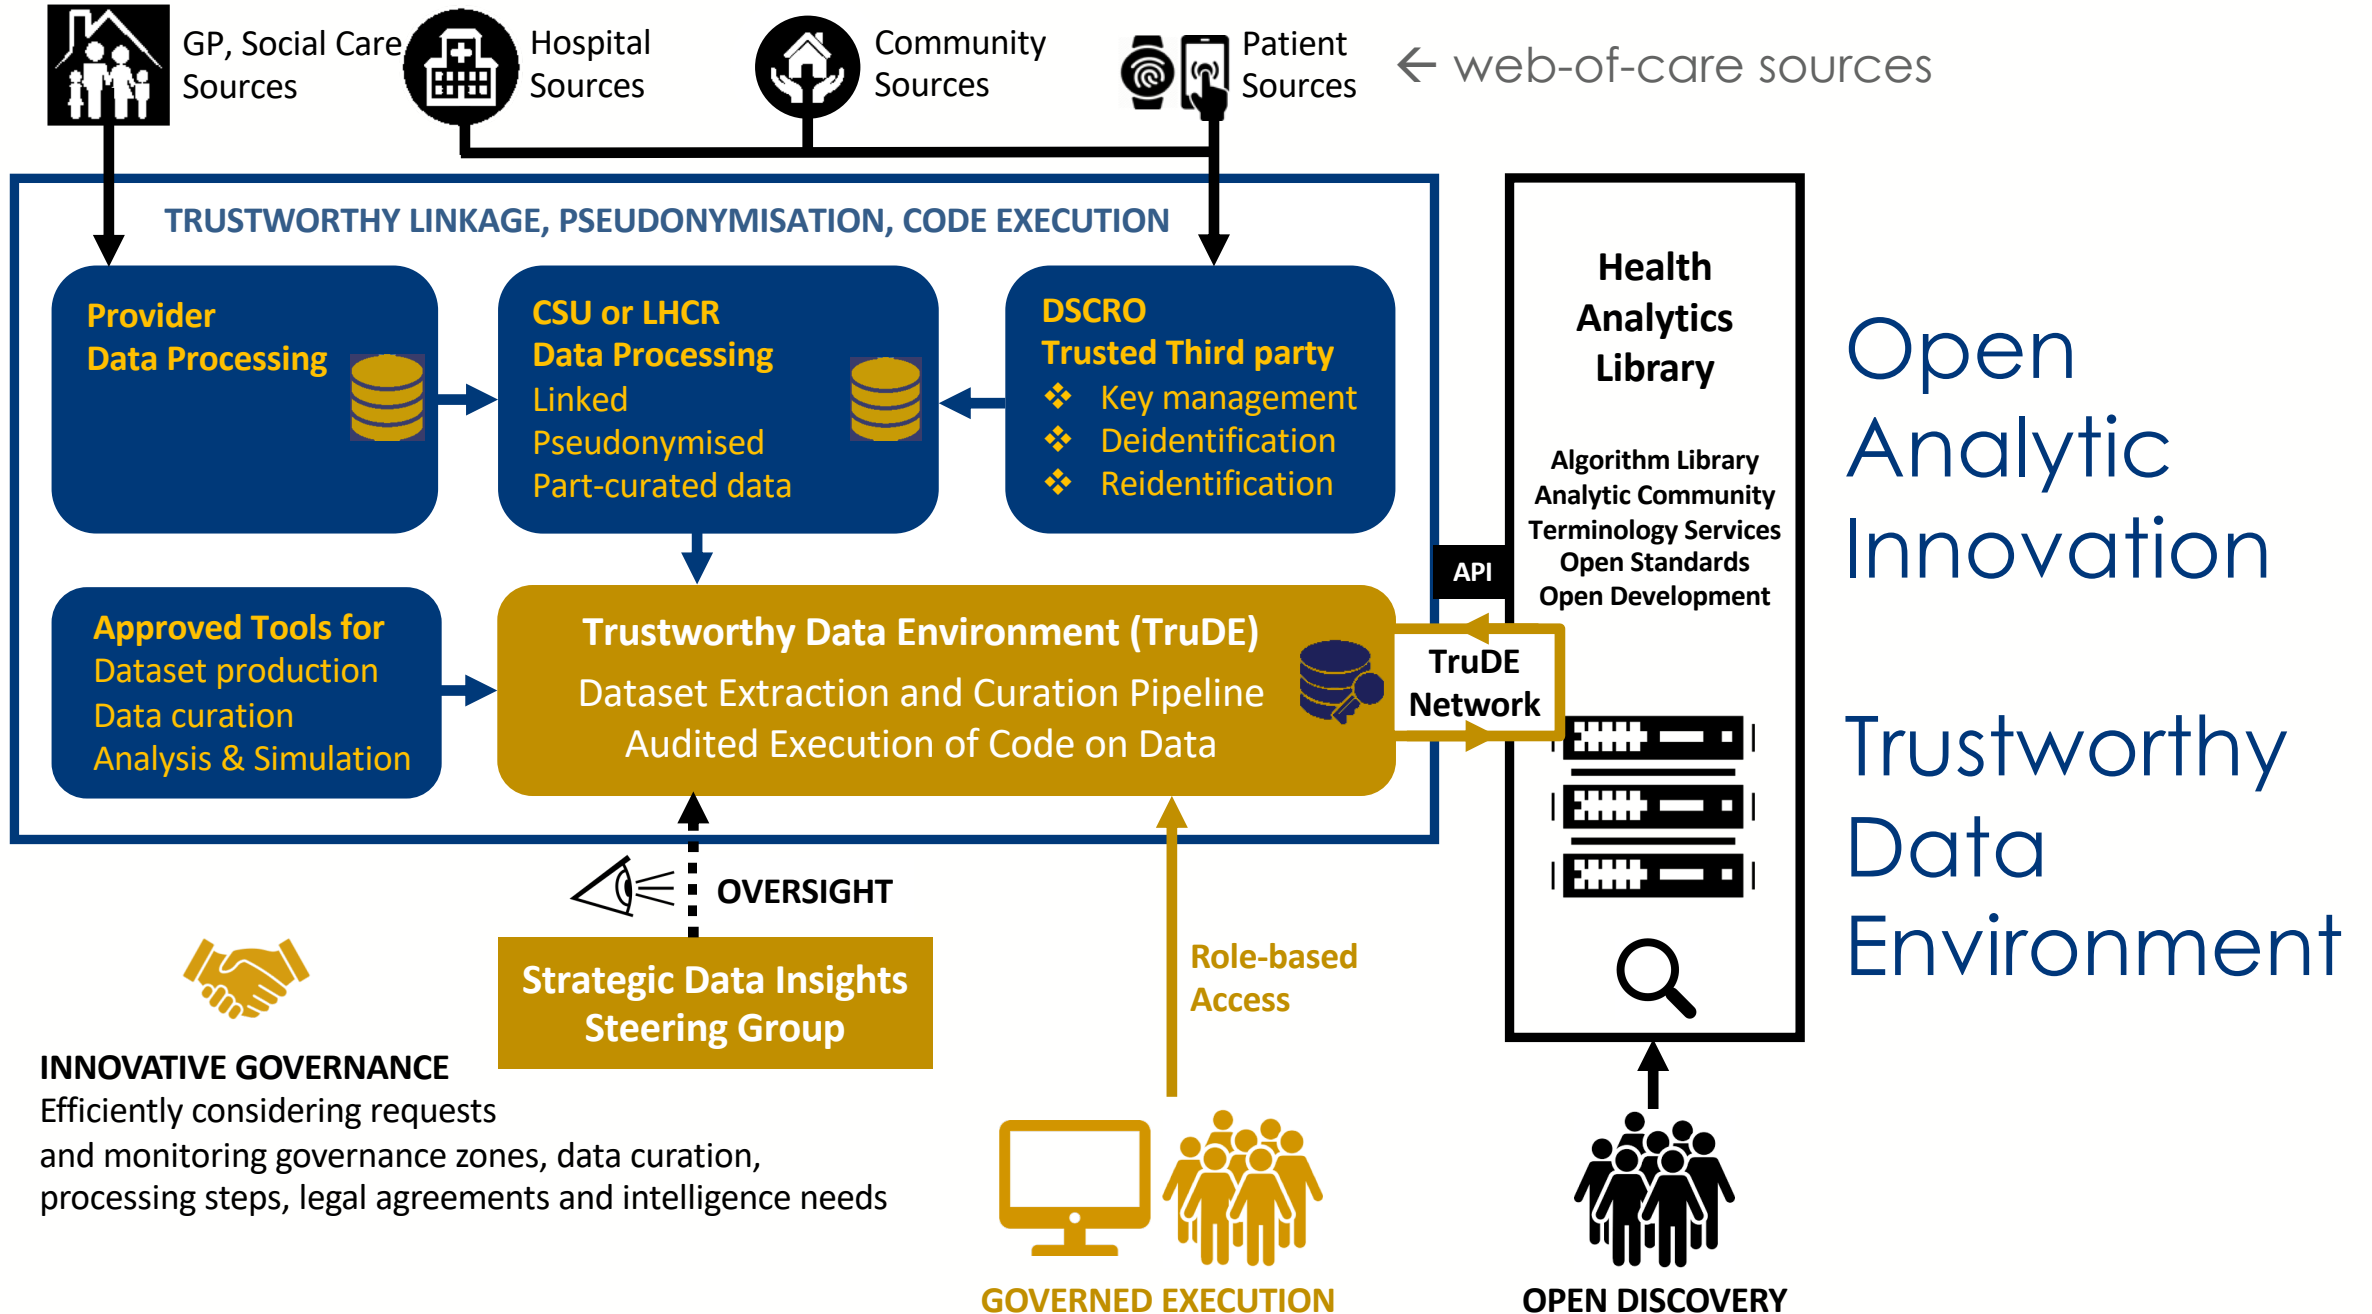 GP, Social Care
Sources
Hospital
Sources
Community
Sources
Patient
Sources
← web-of-care sources
TRUSTWORTHY LINKAGE, PSEUDONYMISATION, CODE EXECUTION
Provider
Data Processing
CSU or LHCR
Data Processing
Linked
Pseudonymised
Part-curated data
DSCRO
Trusted Third party
❖ Key management
❖ Deidentification
❖ Reidentification
Approved Tools for
Dataset production
Data curation
Analysis & Simulation
Trustworthy Data Environment (TruDE)
Dataset Extraction and Curation Pipeline
Audited Execution of Code on Data
API
TruDE
Network
Health
Analytics
Library
Algorithm Library
Analytic Community
Terminology Services
Open Standards
Open Development
Open
Analytic
Innovation
Trustworthy
Data
Environment
OVERSIGHT
Strategic Data Insights
Steering Group
Role-based
Access
INNOVATIVE GOVERNANCE
Efficiently considering requests
and monitoring governance zones, data curation,
processing steps, legal agreements and intelligence needs
GOVERNED EXECUTION
OPEN DISCOVERY